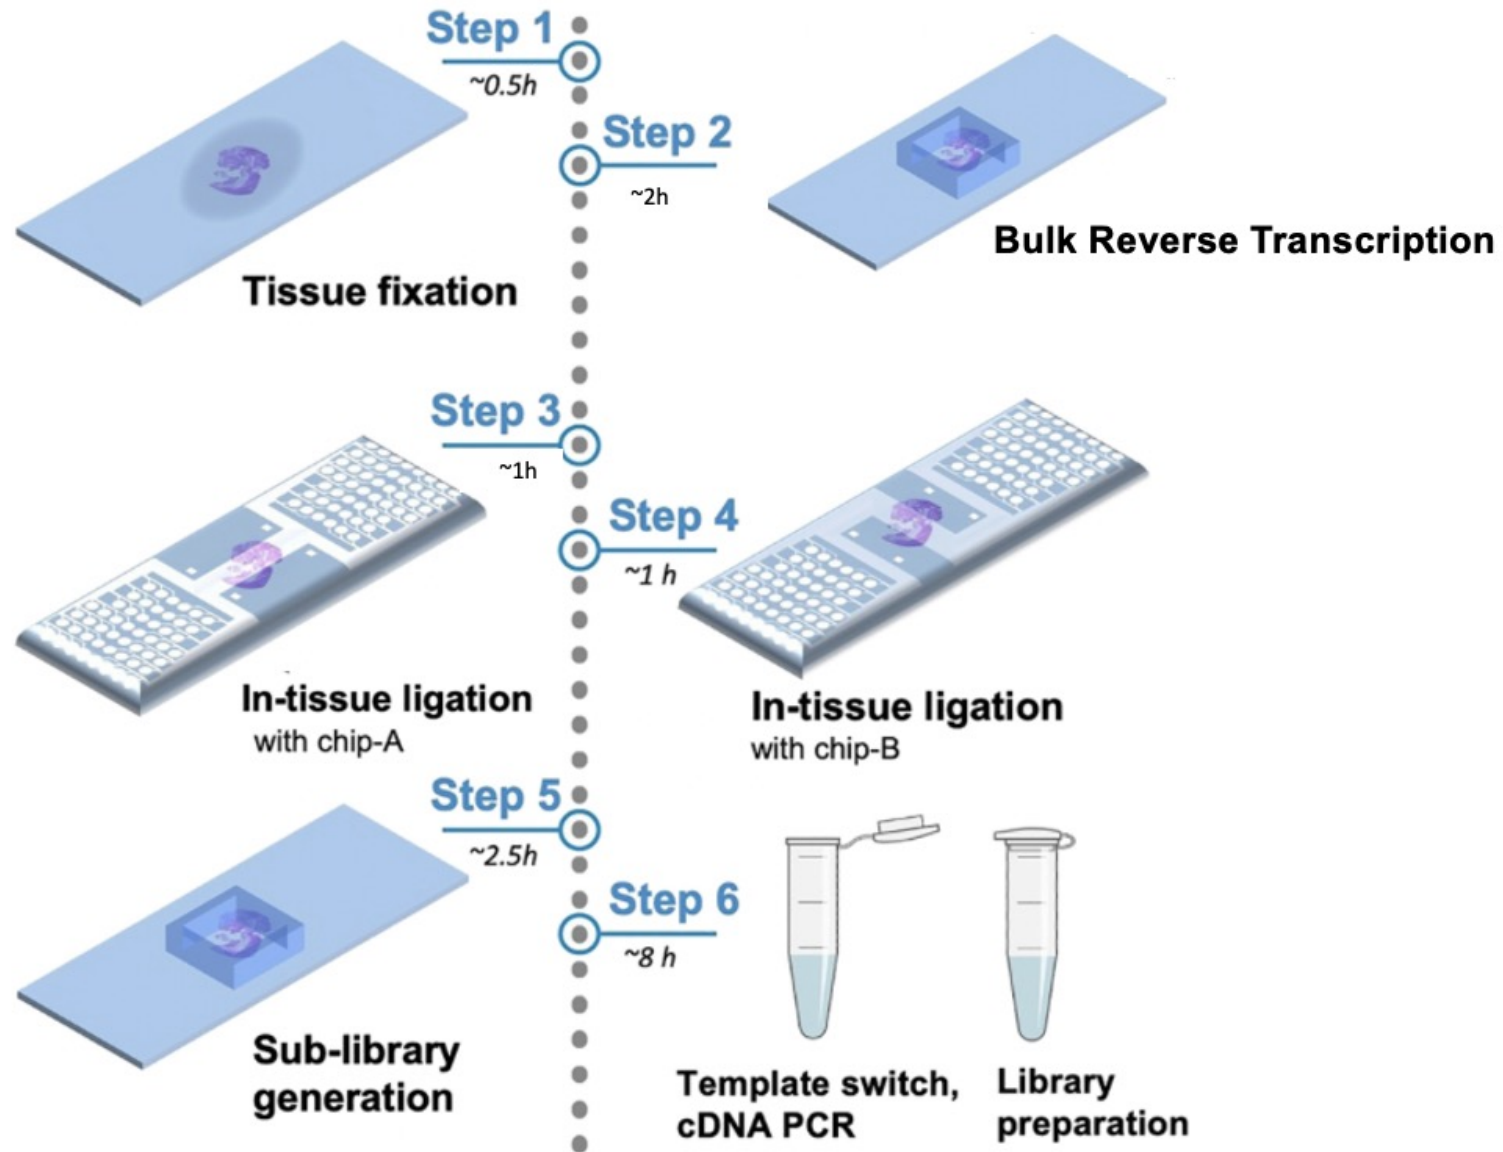 Step 1
~0.5h
Tissue fixation
Step 2
~2h
Bulk Reverse Transcription
Step 3
~1h
In-tissue ligation
with chip-A
Step 4
~1 h
In-tissue ligation
with chip-B
Step 5
~2.5h
Sub-library
generation
Step 6
~8 h
Template switch,
cDNA PCR
Library
preparation